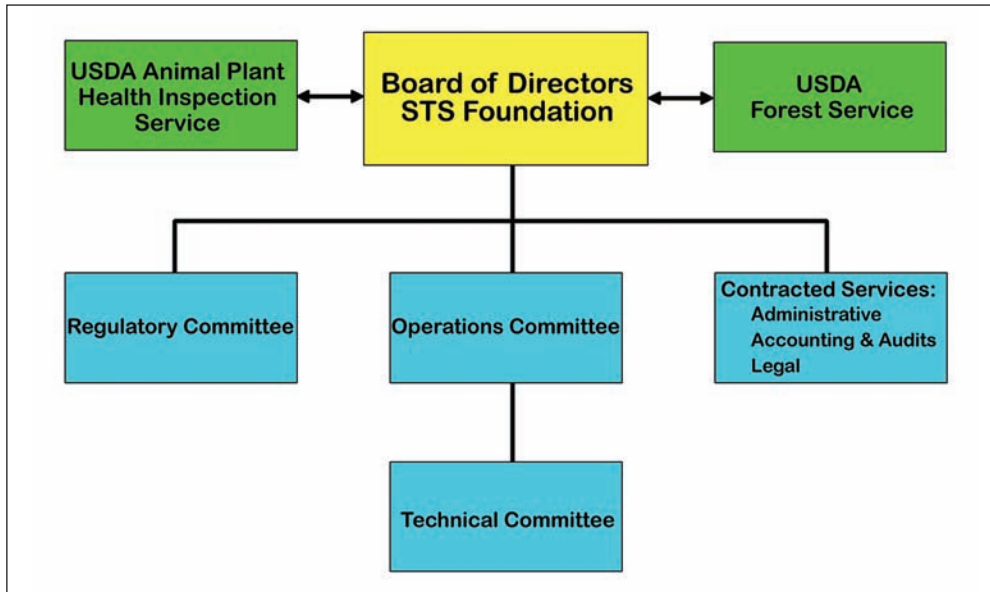 USDA Animal Plant
Health Inspection
Service
Board of Directors
STS Foundation
USDA
Forest Service
Regulatory Committee
Operations Committee
Contracted Services:
Administrative
Accounting & Audits
Legal
Technical Committee